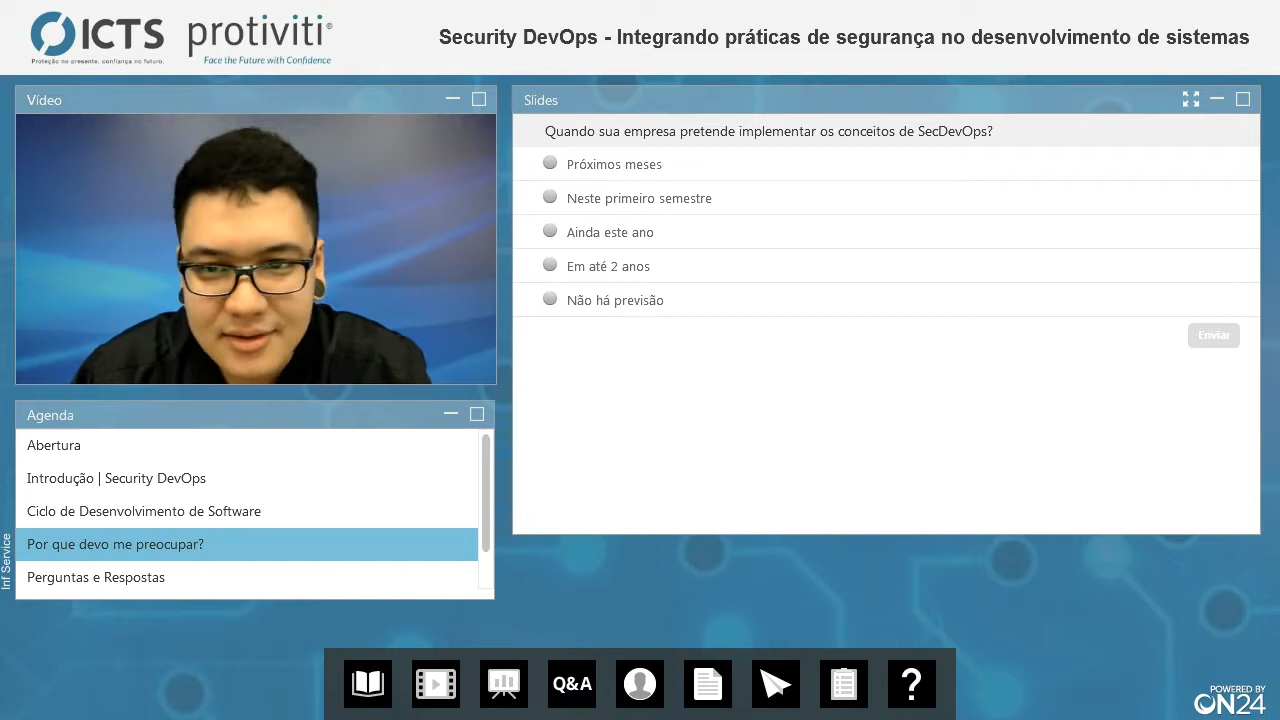 ICTS
Proteção no presente, confiança no futuro.
protiviti®
Face the Future with Confidence
Security DevOps - Integrando práticas de segurança no desenvolvimento de sistemas
Vídeo
Slides
Quando sua empresa pretende implementar os conceitos de SecDevOps?
Próximos meses
Neste primeiro semestre
Ainda este ano
Em até 2 anos
Não há previsão
Enviar
Agenda
Abertura
Introdução | Security DevOps
Ciclo de Desenvolvimento de Software
Por que devo me preocupar?
Perguntas e Respostas
Inf Service
Q&A
?
POWERED BY
ON24